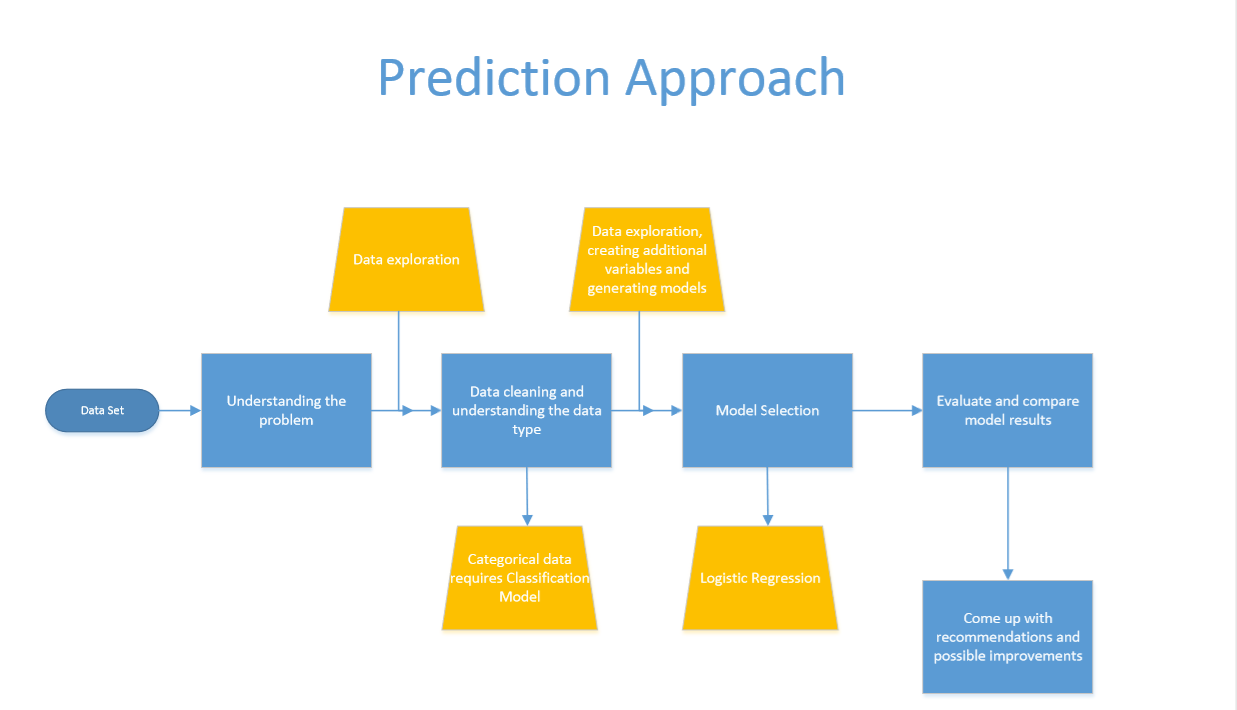 Prediction Approach
Data exploration
Data exploration,
creating additional
variables and
generating models
Data Set
Understanding the
problem
Data cleaning and
understanding the data
type
Model Selection
Evaluate and compare
model results
Categorical data
requires Classification
Model
Logistic Regression
Come up with
recommendations and
possible improvements